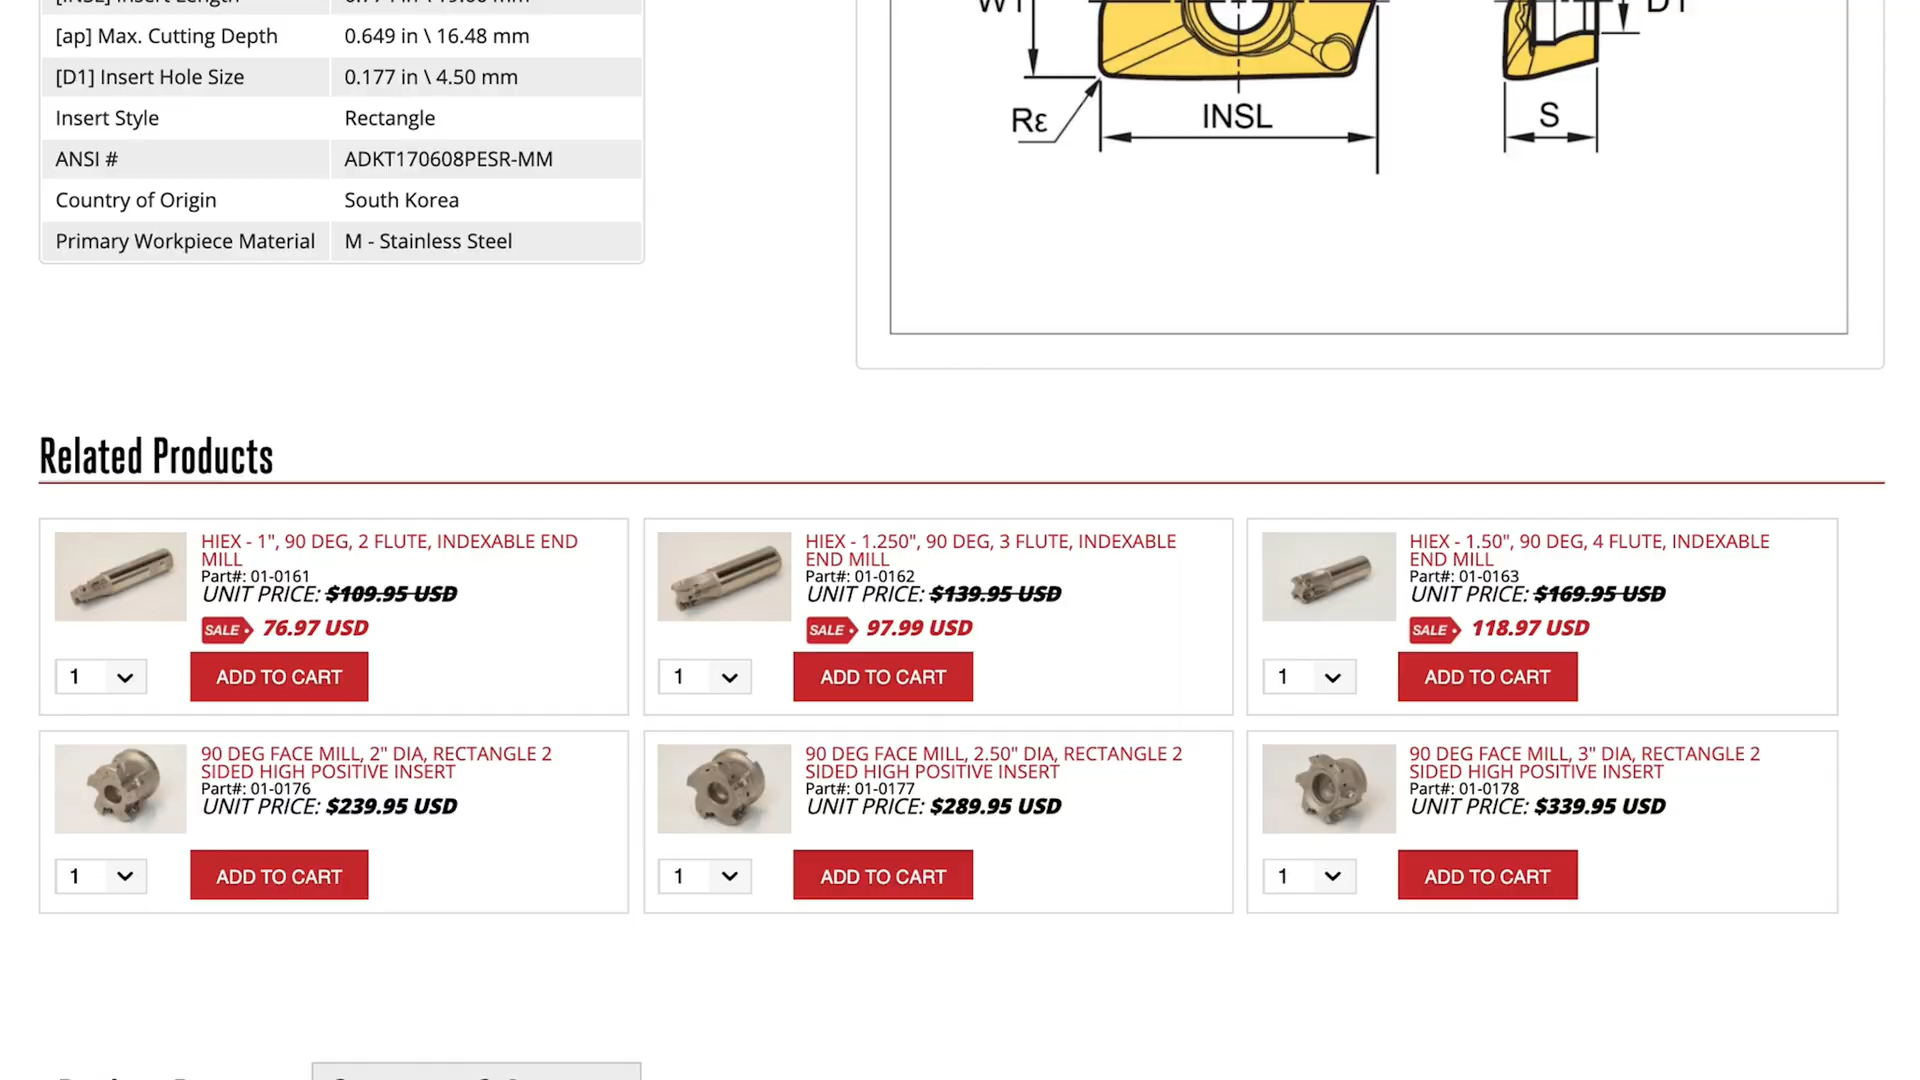 [ap] Max. Cutting Depth 0.649 in \ 16.48 mm
[D1] Insert Hole Size 0.177 in \ 4.50 mm
Insert Style Rectangle
ANSI # ADKT170608PESR-MM
Country of Origin South Korea
Primary Workpiece Material M - Stainless Steel
W1
D1
Rε
INSL
S
Related Products
HIEX - 1", 90 DEG, 2 FLUTE, INDEXABLE END
MILL
Part#: 01-0161
UNIT PRICE: $109.95 USD
SALE 76.97 USD
1
ADD TO CART
HIEX - 1.250", 90 DEG, 3 FLUTE, INDEXABLE
END MILL
Part#: 01-0162
UNIT PRICE: $139.95 USD
SALE 97.99 USD
1
ADD TO CART
HIEX - 1.50", 90 DEG, 4 FLUTE, INDEXABLE
END MILL
Part#: 01-0163
UNIT PRICE: $169.95 USD
SALE 118.97 USD
1
ADD TO CART
90 DEG FACE MILL, 2" DIA, RECTANGLE 2
SIDED HIGH POSITIVE INSERT
Part#: 01-0176
UNIT PRICE: $239.95 USD
1
ADD TO CART
90 DEG FACE MILL, 2.50" DIA, RECTANGLE 2
SIDED HIGH POSITIVE INSERT
Part#: 01-0177
UNIT PRICE: $289.95 USD
1
ADD TO CART
90 DEG FACE MILL, 3" DIA, RECTANGLE 2
SIDED HIGH POSITIVE INSERT
Part#: 01-0178
UNIT PRICE: $339.95 USD
1
ADD TO CART